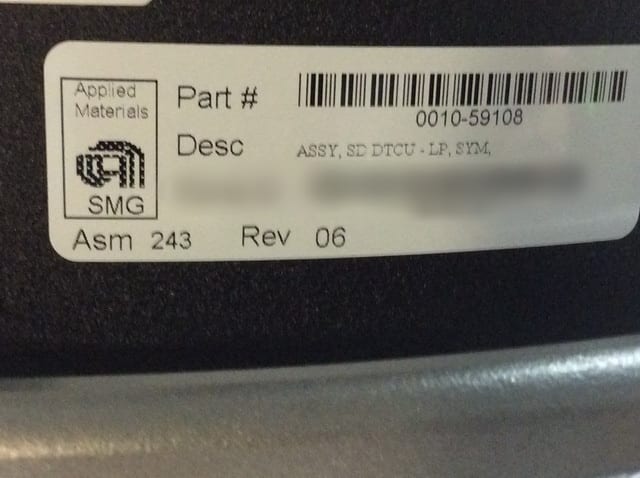 Applied
Materials
SMG
Part #
0010-59108
Desc
ASSY, SD DTCU - LP, SYM,
Asm 243
Rev 06